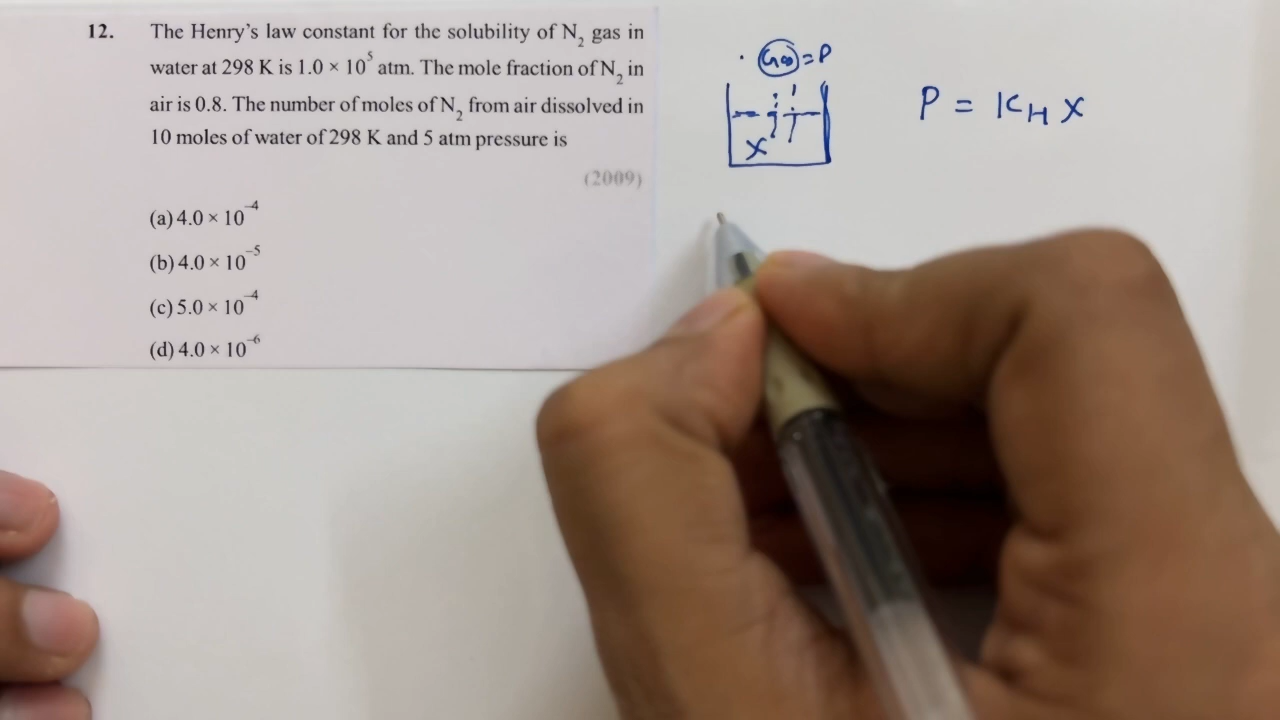 12. The Henry's law constant for the solubility of N₂ gas in
water at 298 K is 1.0 × 10⁵ atm. The mole fraction of N₂ in
air is 0.8. The number of moles of N₂ from air dissolved in
10 moles of water of 298 K and 5 atm pressure is
(2009)
(a) 4.0 × 10⁻⁴
(b) 4.0 × 10⁻⁵
(c) 5.0 × 10⁻⁴
(d) 4.0 × 10⁻⁶
Gas = P
x
P = K_H x